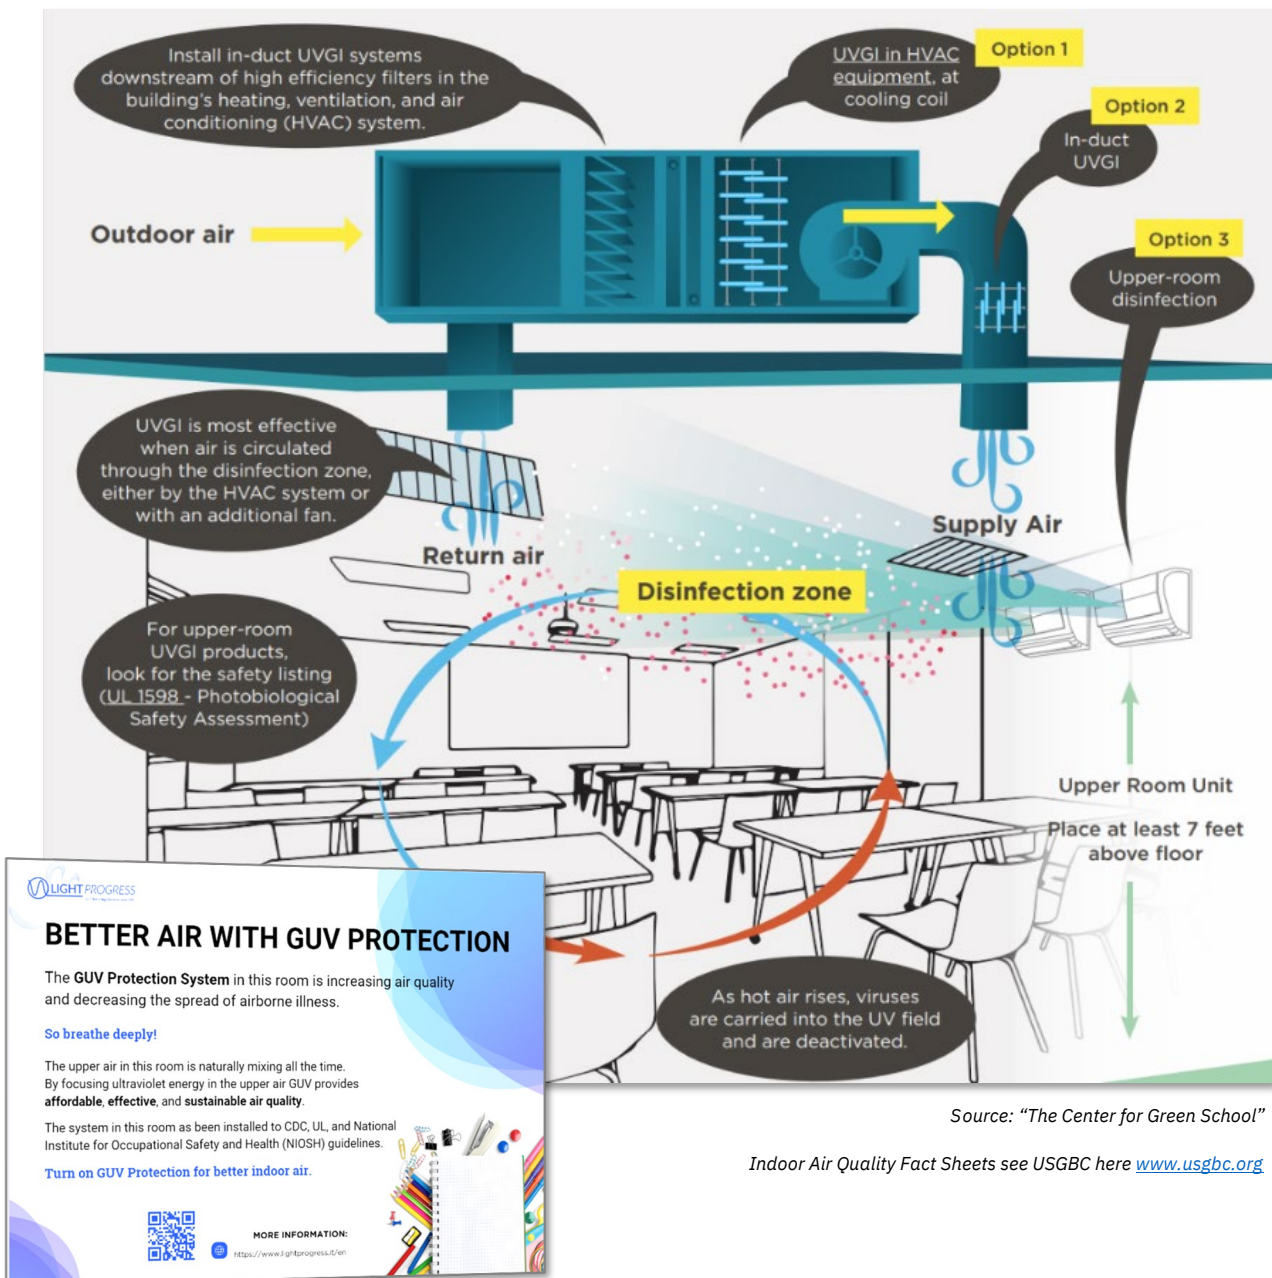 Install in-duct UVGI systems
downstream of high efficiency filters in the
building's heating, ventilation, and air
conditioning (HVAC) system.
UVGI in HVAC
equipment, at
cooling coil
Option 1
Option 2
In-duct
UVGI
Outdoor air
Option 3
Upper-room
disinfection
UVGI is most effective
when air is circulated
through the disinfection zone,
either by the HVAC system or
with an additional fan.
Return air
Supply Air
Disinfection zone
For upper-room
UVGI products,
look for the safety listing
(UL 1598 - Photobiological
Safety Assessment)
Upper Room Unit
Place at least 7 feet
above floor
As hot air rises, viruses
are carried into the UV field
and are deactivated.
LIGHT PROGRESS
BETTER AIR WITH GUV PROTECTION
The GUV Protection System in this room is increasing air quality
and decreasing the spread of airborne illness.
So breathe deeply!
The upper air in this room is naturally mixing all the time.
By focusing ultraviolet energy in the upper air GUV provides
affordable, effective, and sustainable air quality.
The system in this room as been installed to CDC, UL, and National
Institute for Occupational Safety and Health (NIOSH) guidelines.
Turn on GUV Protection for better indoor air.
MORE INFORMATION:
https://www.lightprogress.it/en
Source: “The Center for Green School”
Indoor Air Quality Fact Sheets see USGBC here www.usgbc.org